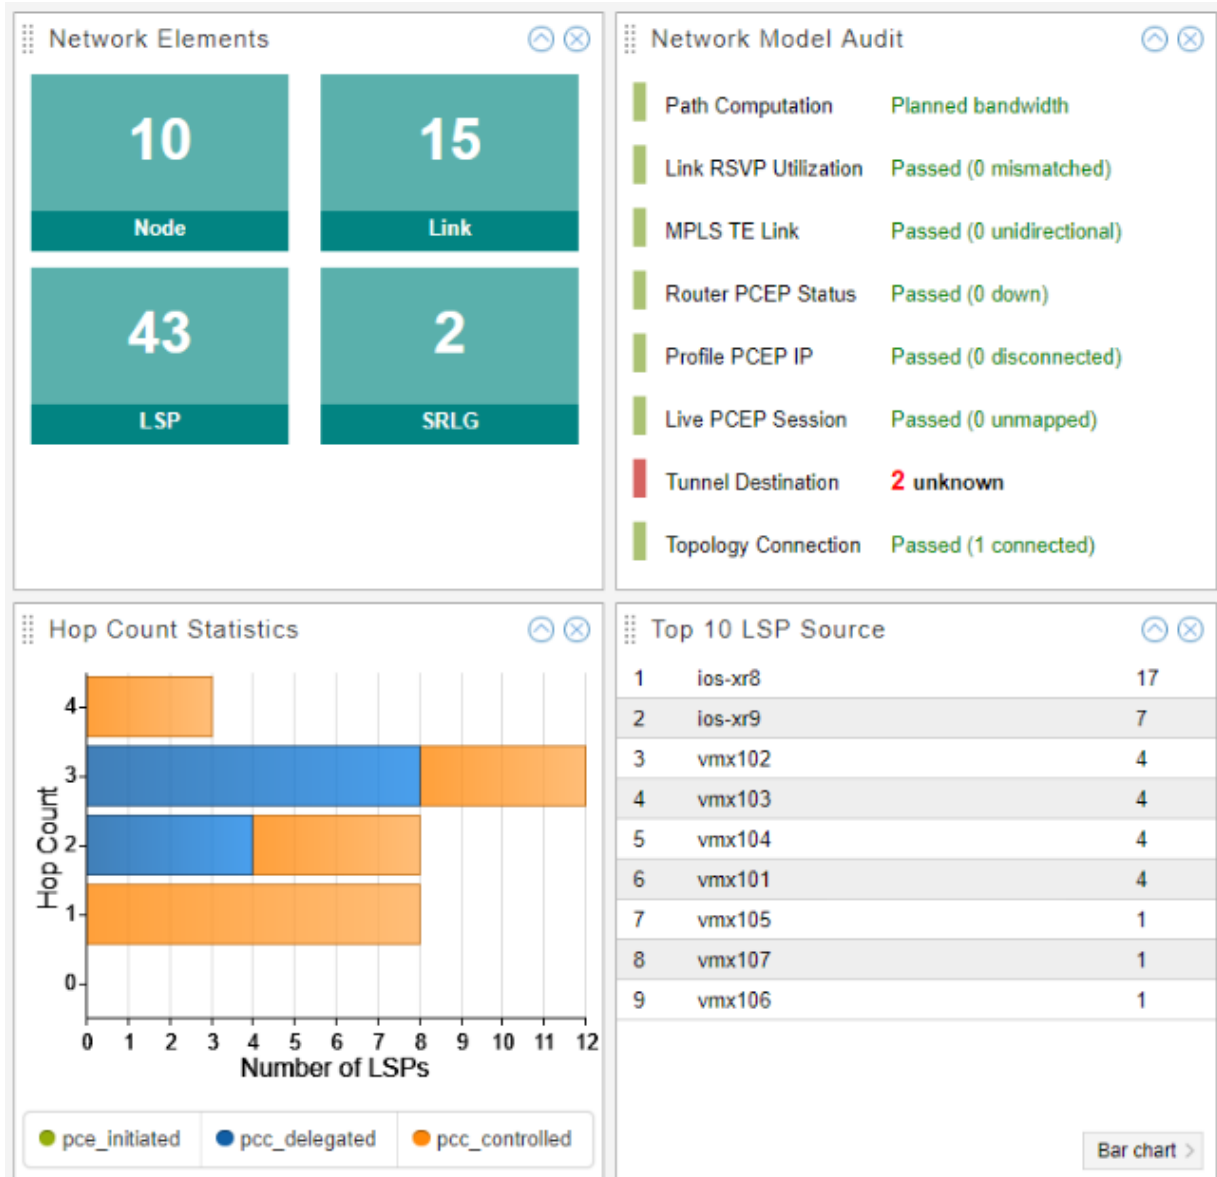 Network Elements
10
Node
15
Link
43
LSP
2
SRLG
Network Model Audit
Path Computation Planned bandwidth
Link RSVP Utilization Passed (0 mismatched)
MPLS TE Link Passed (0 unidirectional)
Router PCEP Status Passed (0 down)
Profile PCEP IP Passed (0 disconnected)
Live PCEP Session Passed (0 unmapped)
Tunnel Destination 2 unknown
Topology Connection Passed (1 connected)
Hop Count Statistics
Hop Count
4
3
2
1
0
0 1 2 3 4 5 6 7 8 9 10 11 12
Number of LSPs
pce_initiated pcc_delegated pcc_controlled
Top 10 LSP Source
1 ios-xr8 17
2 ios-xr9 7
3 vmx102 4
4 vmx103 4
5 vmx104 4
6 vmx101 4
7 vmx105 1
8 vmx107 1
9 vmx106 1
Bar chart